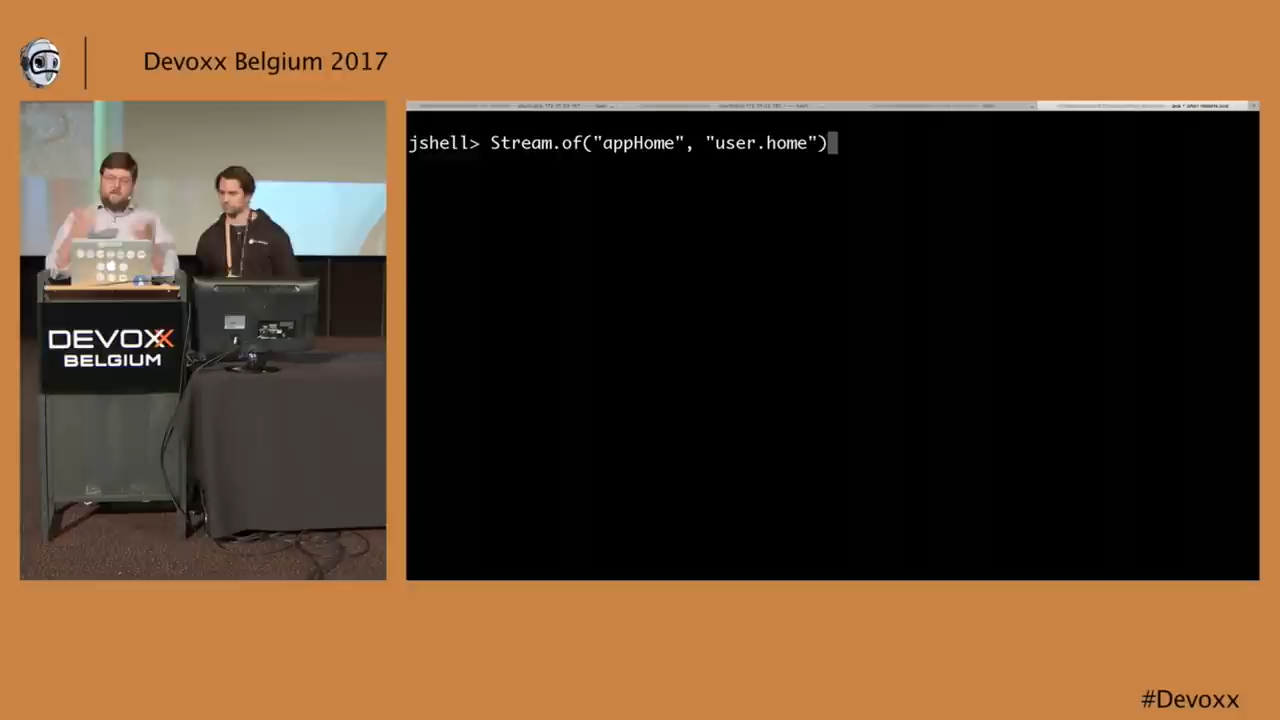 Devoxx Belgium 2017
jshell> Stream.of("appHome", "user.home")
DEVOXX
BELGIUM
#Devoxx